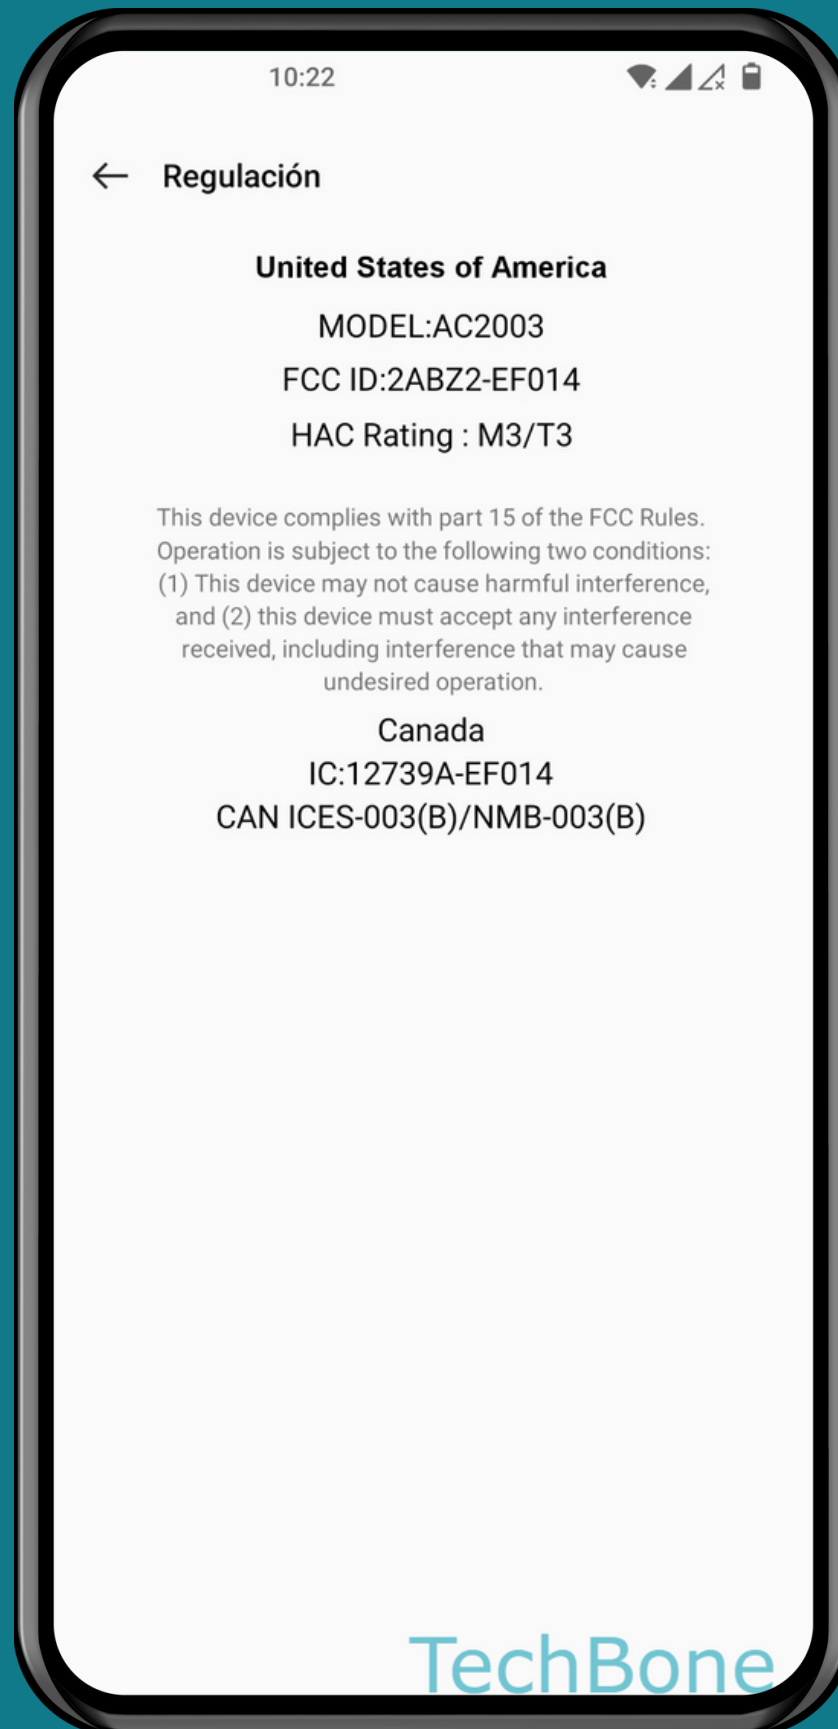 10:22
Regulación
United States of America
MODEL:AC2003
FCC ID:2ABZ2-EF014
HAC Rating : M3/T3
This device complies with part 15 of the FCC Rules.
Operation is subject to the following two conditions:
(1) This device may not cause harmful interference,
and (2) this device must accept any interference
received, including interference that may cause
undesired operation.
Canada
IC:12739A-EF014
CAN ICES-003(B)/NMB-003(B)
TechBone